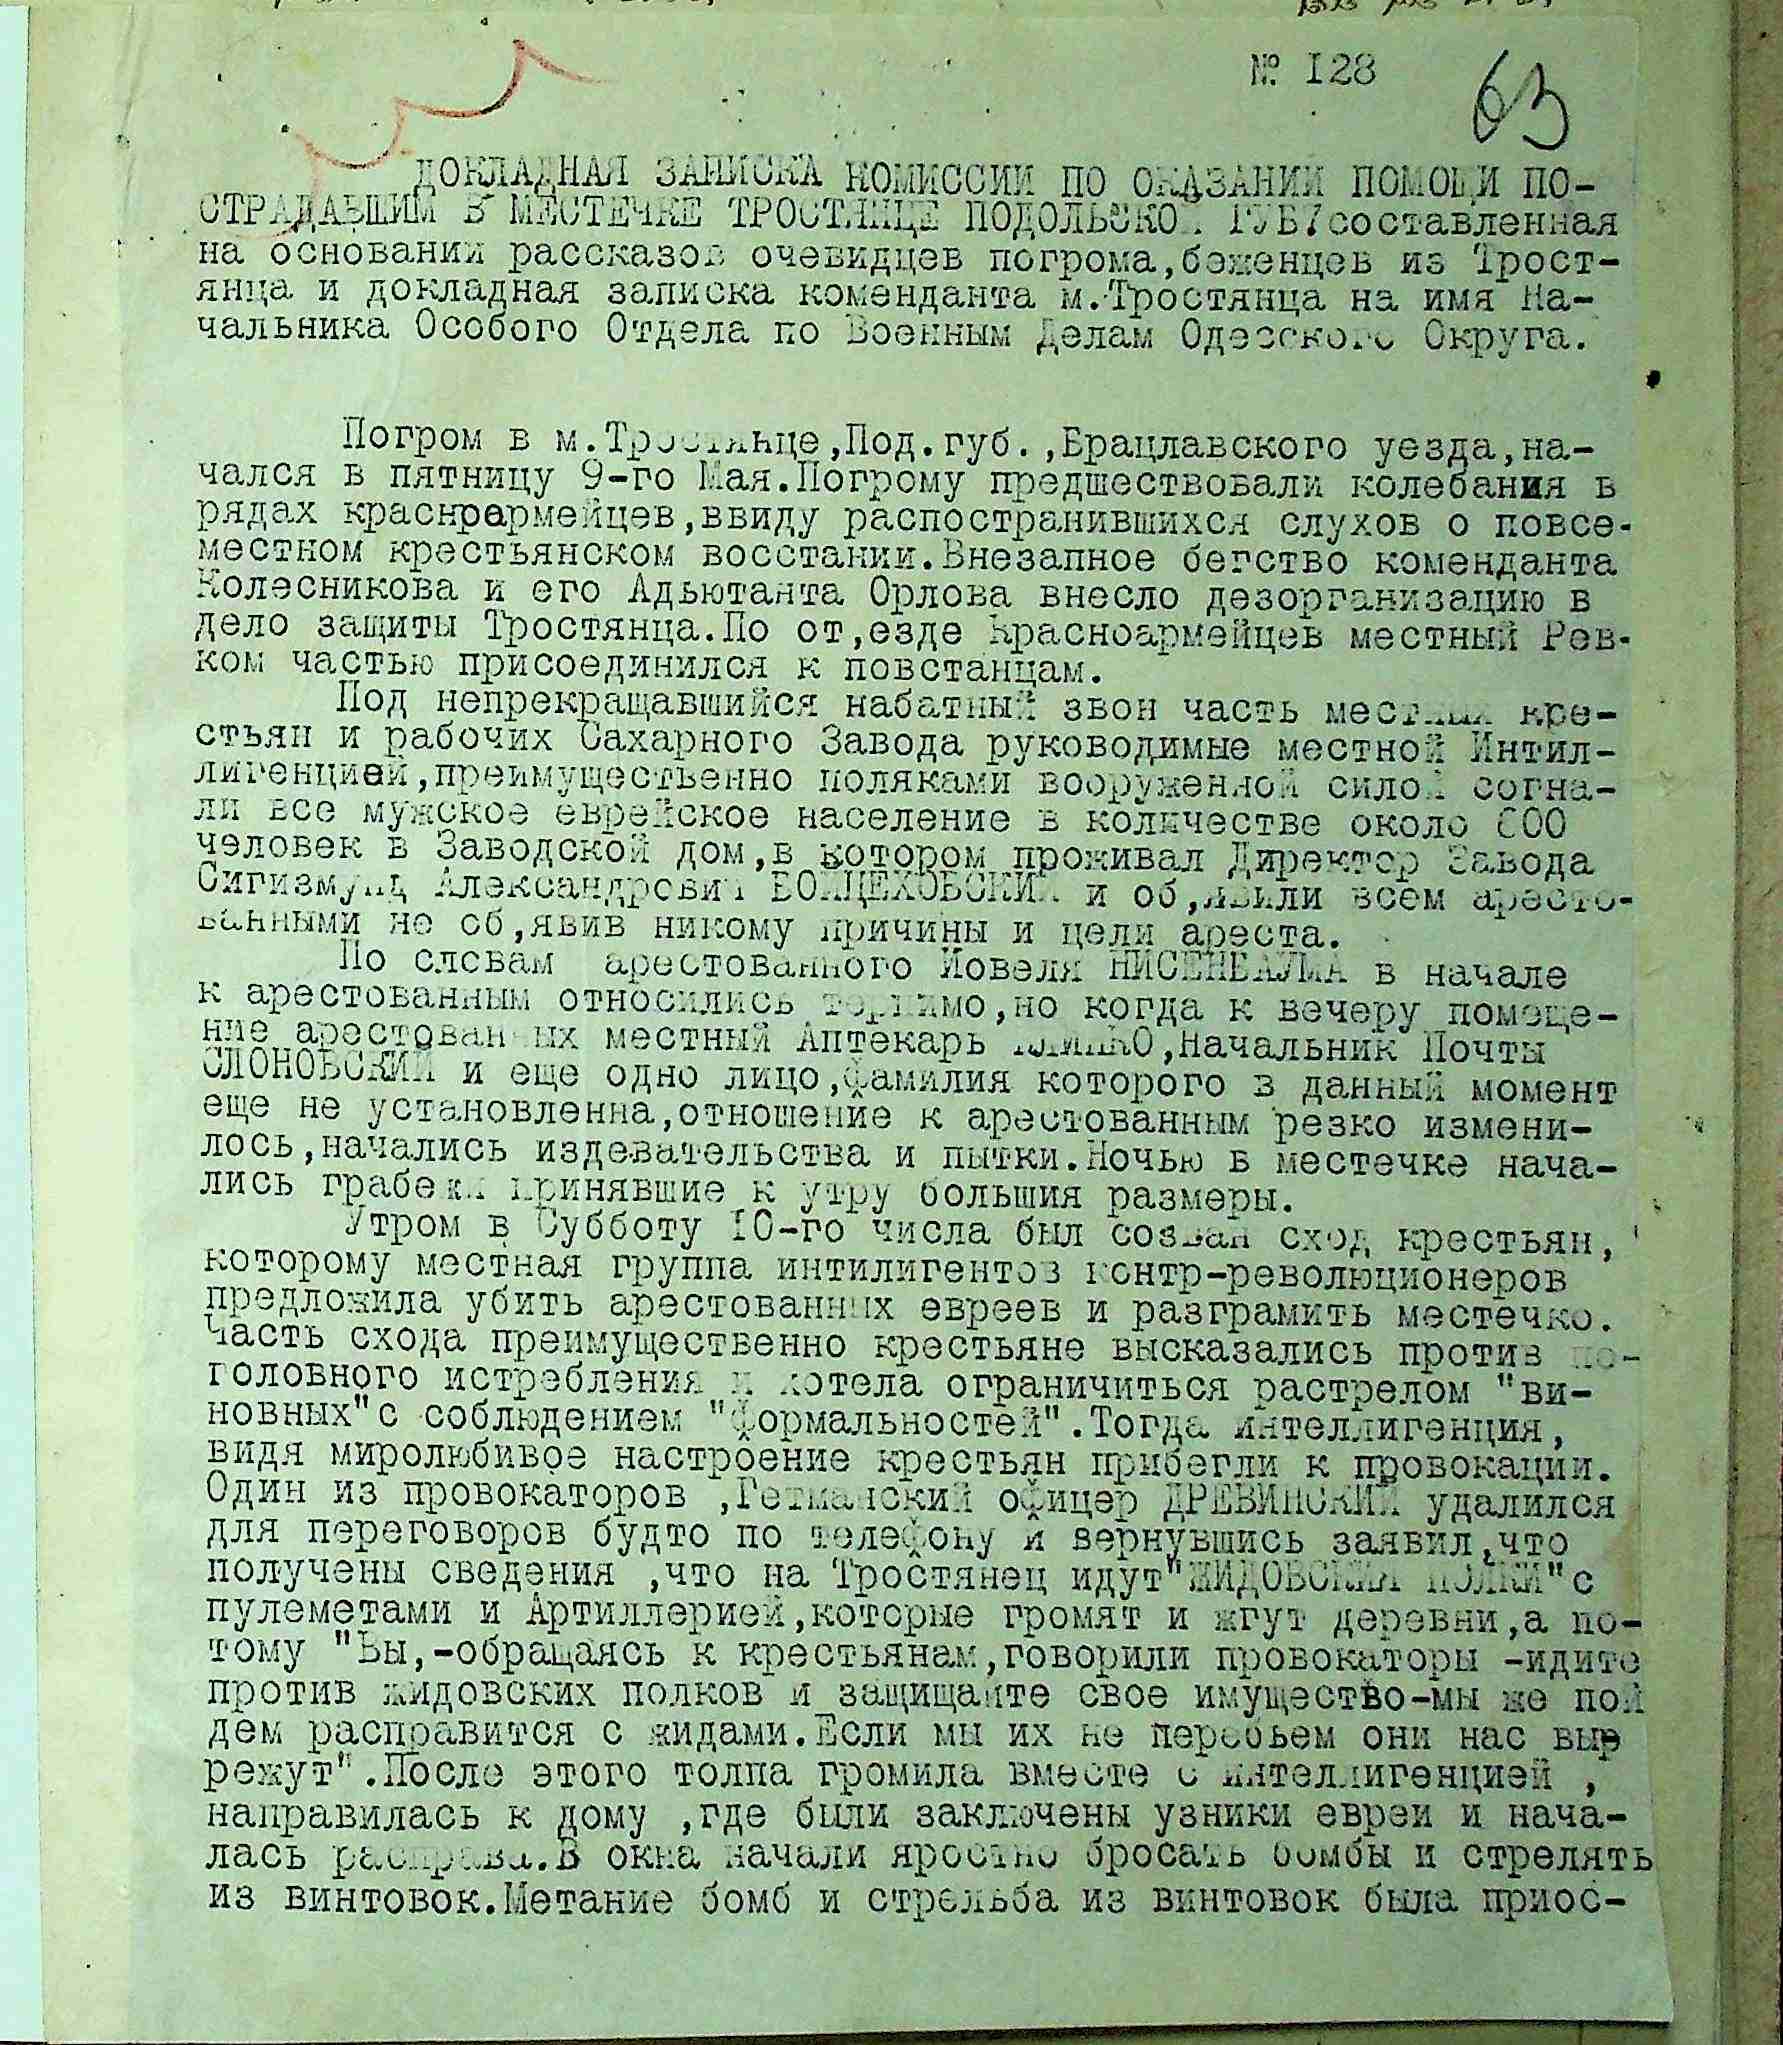 № I28
63
ДОКЛАДНАЯ ЗАПИСКА КОМИССИИ ПО ОКАЗАНИИ ПОМОЩИ ПО-
СТРАДАВШИМ В МЕСТЕЧКЕ ТРОСТЯНЦЕ ПОДОЛЬСКОЙ ГУБ/составленная
на основании рассказов очевидцев погрома,беженцев из Трост-
янца и докладная записка коменданта м.Тростянца на имя На-
чальника Особого Отдела по Военным Делам Одесского Округа.
Погром в м.Тростянце,Под.губ.,Брацлавского уезда,на-
чался в пятницу 9-го Мая.Погрому предшествовали колебания в
рядах красноармейцев,ввиду распостранившихся слухов о повсе-
местном крестьянском восстании.Внезапное бегство коменданта
Колесникова и его Адьютанта Орлова внесло дезорганизацию в
дело защиты Тростянца.По от,езде Красноармейцев местный Рев-
ком частью присоединился к повстанцам.
Под непрекращавшийся набатный звон часть местных кре-
стьян и рабочих Сахарного Завода руководимые местной Интил-
лигенцией,преимущественно поляками вооруженной силой согна-
ли все мужское еврейское население в количестве около 600
человек в Заводской дом,в котором проживал Директор Завода
Сигизмунд Александрович ВОЙЦЕХОВСКИЙ и об,явили всем аресто-
ванными не об,явив никому причины и цели ареста.
По словам арестованного Иовеля НИСЕНБАУМА в начале
к арестованным относились терпимо,но когда к вечеру помеще-
ние арестованных местный Аптекарь Начальник Почты
СЛОНОВСКИЙ и еще одно лицо,фамилия которого в данный момент
еще не установленна,отношение к арестованным резко измени-
лось,начались издевательства и пытки.Ночью в местечке нача-
лись грабежи принявшие к утру большия размеры.
Утром в Субботу I0-го числа был созван сход крестьян,
которому местная группа интилигентов контр-революционеров
предложила убить арестованных евреев и разграмить местечко.
Часть схода преимущественно крестьяне высказались против по-
головного истребления и хотела ограничиться растрелом "ви-
новных"с соблюдением "формальностей".Тогда интеллигенция,
видя миролюбивое настроение крестьян прибегли к провокации.
Один из провокаторов ,Гетманский офицер ДРЕВИНСКИЙ удалился
для переговоров будто по телефону и вернувшись заявил,что
получены сведения ,что на Тростянец идут"ЖИДОВСКИЯ ПОЛКИ"с
пулеметами и Артиллерией,которые громят и жгут деревни,а по-
тому "Вы,-обращаясь к крестьянам,говорили провокаторы -идите
против жидовских полков и защищайте свое имущество-мы же пой
дем расправится с жидами.Если мы их не перебьем они нас выр
режут".После этого толпа громила вместе с интеллигенцией ,
направилась к дому ,где были заключены узники евреи и нача-
лась расправа.В окна начали яростно бросать бомбы и стрелять
из винтовок.Метание бомб и стрельба из винтовок была приос-